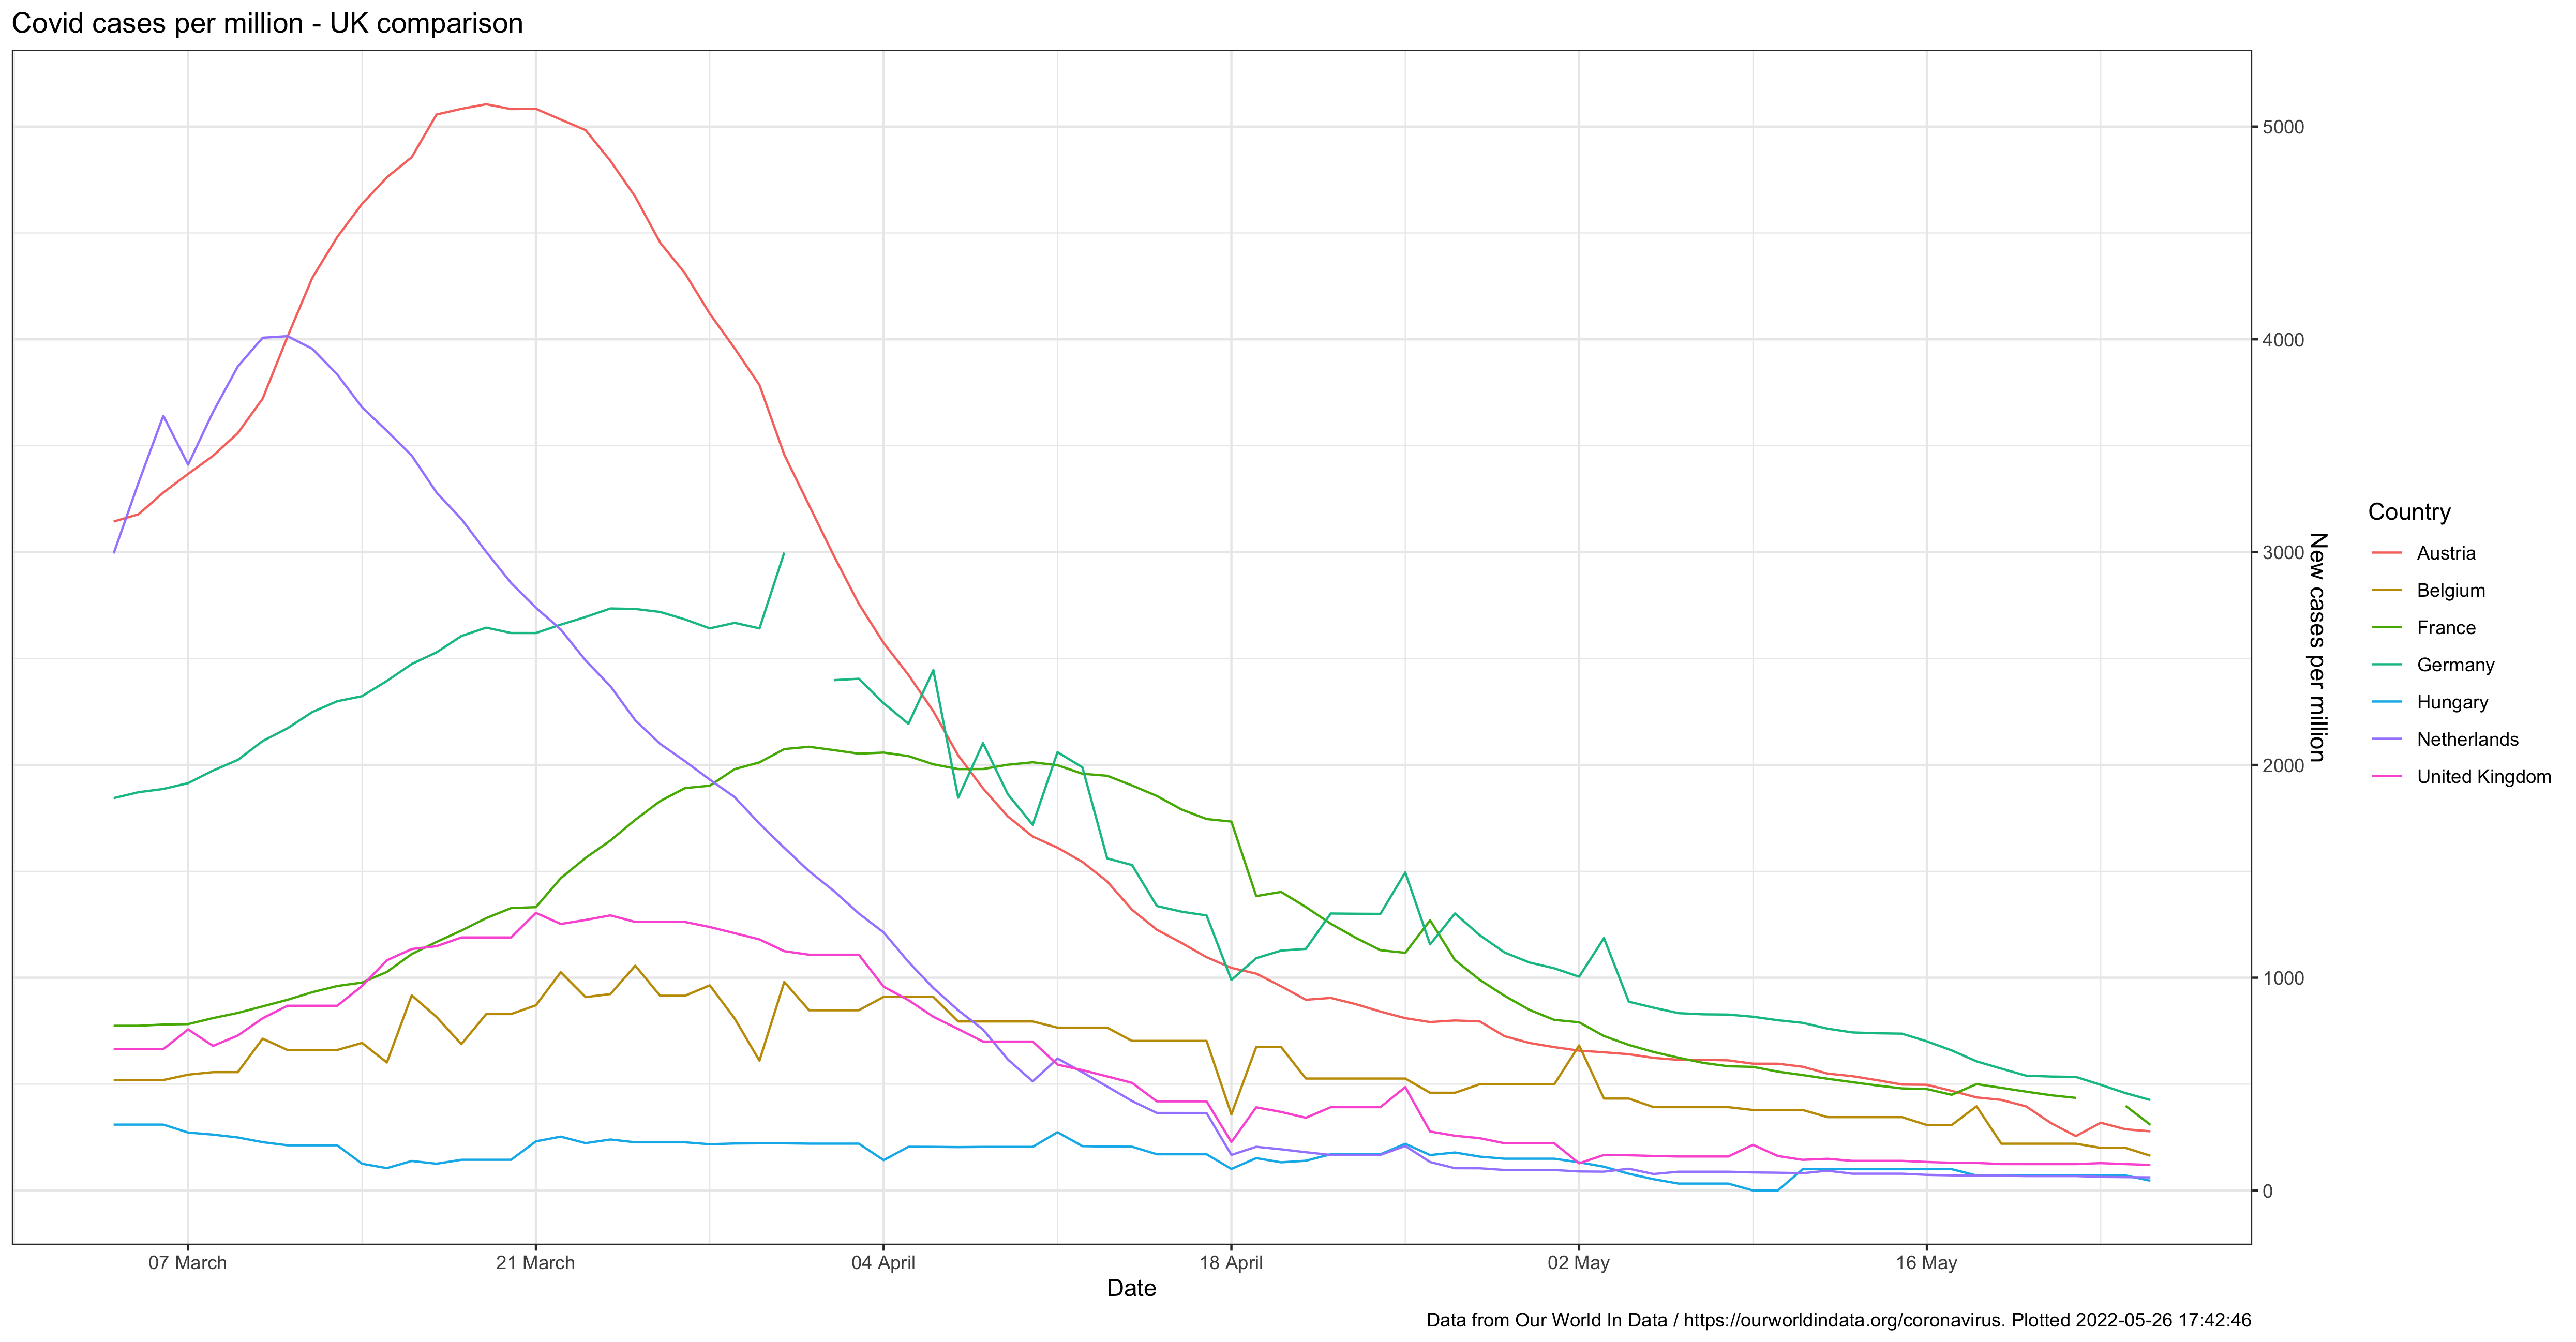 Covid cases per million - UK comparison
5000
4000
3000
2000
1000
0
New cases per million
Country
Austria
Belgium
France
Germany
Hungary
Netherlands
United Kingdom
07 March
21 March
04 April
18 April
02 May
16 May
Date
Data from Our World In Data / https://ourworldindata.org/coronavirus. Plotted 2022-05-26 17:42:46